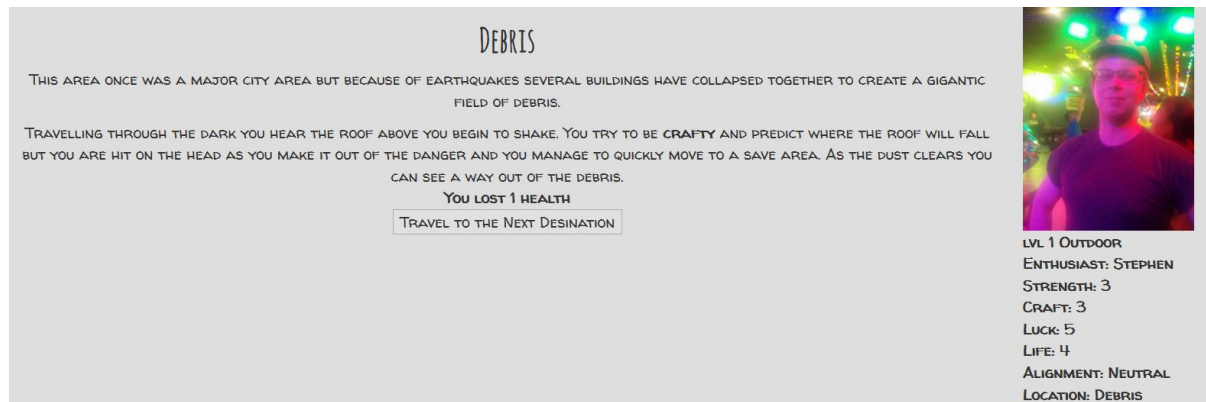 Debris
This area once was a major city area but because of earthquakes several buildings have collapsed together to create a gigantic
field of debris.
Travelling through the dark you hear the roof above you begin to shake. You try to be crafty and predict where the roof will fall
but you are hit on the head as you make it out of the danger and you manage to quickly move to a save area. As the dust clears you
can see a way out of the debris.
You lost 1 health
Travel to the Next Desination
lvl 1 Outdoor
Enthusiast: Stephen
Strength: 3
Craft: 3
Luck: 5
Life: 4
Alignment: Neutral
Location: Debris